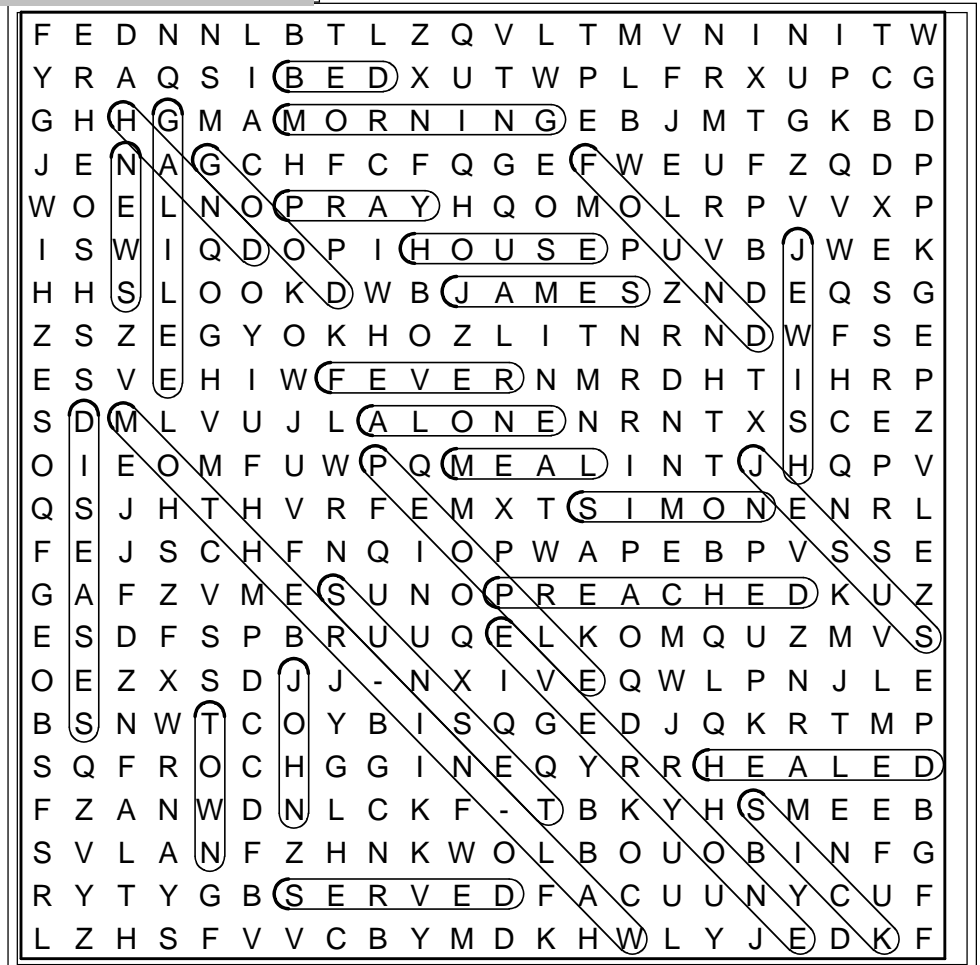 F E D N N L B T L Z Q V L T M V N I N I T W
Y R A Q S I B E D X U T W P L F R X U P C G
G H H G M A M O R N I N G E B J M T G K B D
J E N A G C H F C F Q G E F W E U F Z Q D P
W O E L N O P R A Y H Q O M O L R P V V X P
I S W I Q D O P I H O U S E P U V B J W E K
H H S L O O K D W B J A M E S Z N D E Q S G
Z S Z E G Y O K H O Z L I T N R N D W F S E
E S V E H I W F E V E R N M R D H T I H R P
S D M L V U J L A L O N E N R N T X S C E Z
O I E O M F U W P Q M E A L I N T J H Q P V
Q S J H T H V R F E M X T S I M O N E N R L
F E J S C H F N Q I O P W A P E B P V S S E
G A F Z V M E S U N O P R E A C H E D K U Z
E S D F S P B R U U Q E L K O M Q U Z M V S
O E Z X S D J J - N X I V E Q W L P N J L E
B S N W T C O Y B I S Q G E D J Q K R T M P
S Q F R O C H G G I N E Q Y R R H E A L E D
F Z A N W D N L C K F - T B K Y H S M E E B
S V L A N F Z H N K W O L B O U O B I N F G
R Y T Y G B S E R V E D F A C U U N Y C U F
L Z H S F V V C B Y M D K H W L Y J E D K F